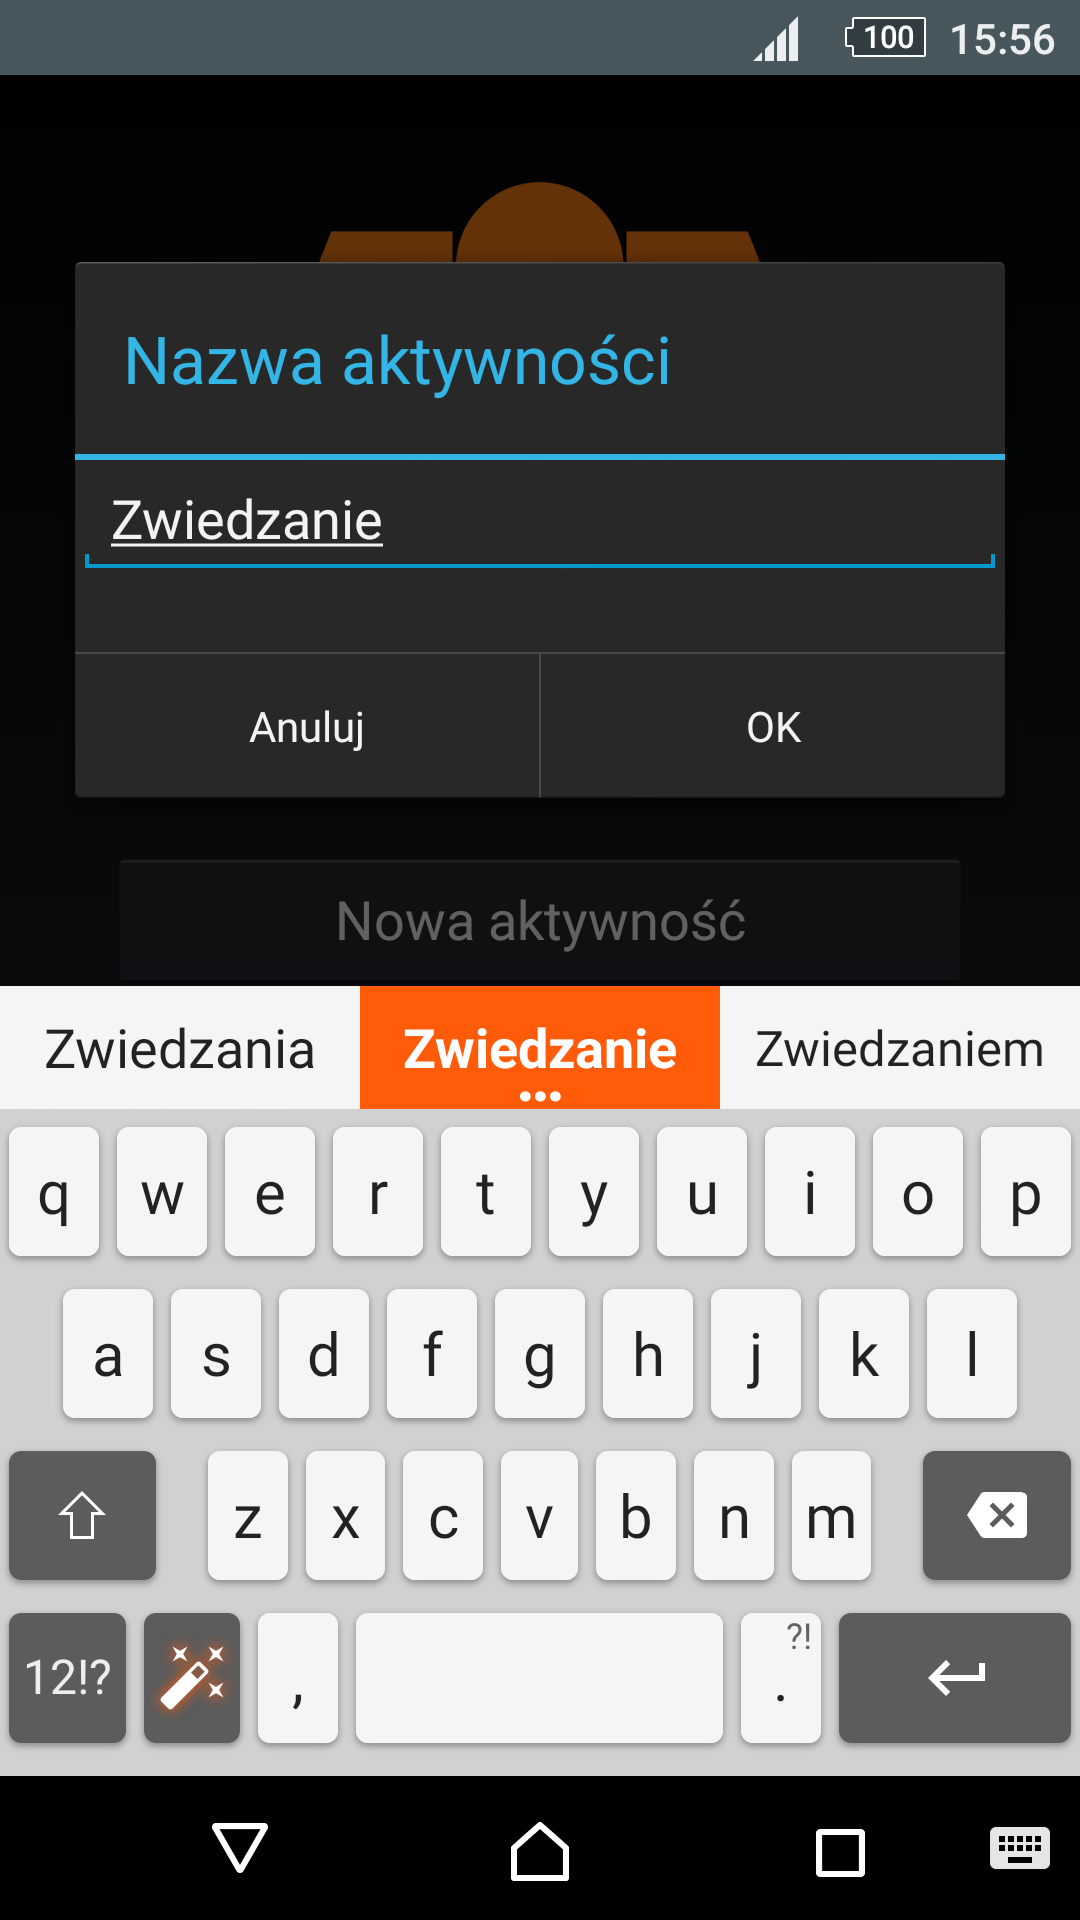 100 15:56
Nazwa aktywności
Zwiedzanie
Anuluj OK
Nowa aktywność
Zwiedzania Zwiedzanie Zwiedzaniem
q w e r t y u i o p
a s d f g h j k l
z x c v b n m
12!? , . ?!